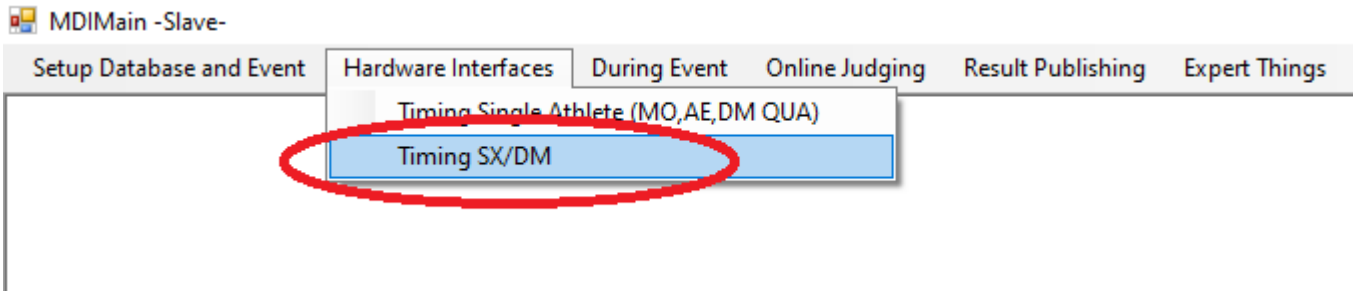 MDIMain -Slave-
Setup Database and Event Hardware Interfaces During Event Online Judging Result Publishing Expert Things
Timing Single Athlete (MO,AE,DM QUA)
Timing SX/DM